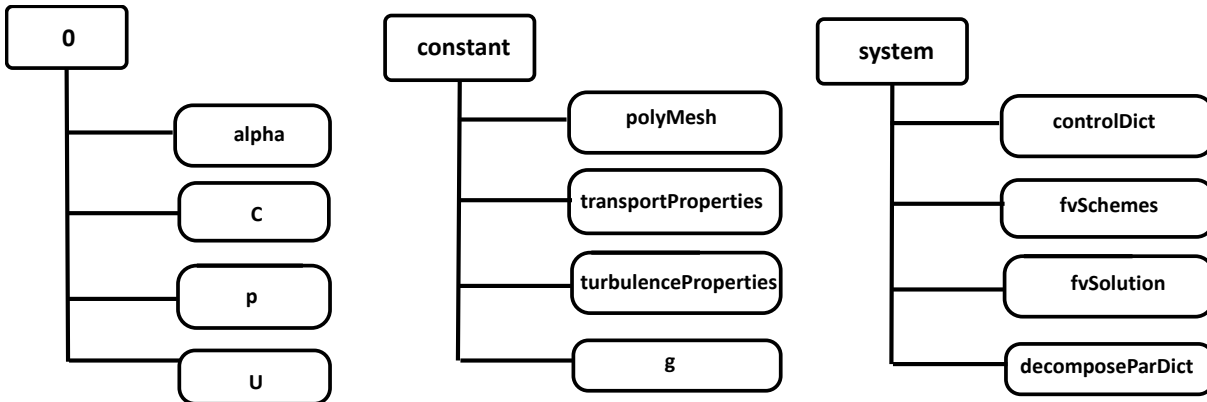 0
alpha
C
p
U
constant
polyMesh
transportProperties
turbulenceProperties
g
system
controlDict
fvSchemes
fvSolution
decomposeParDict